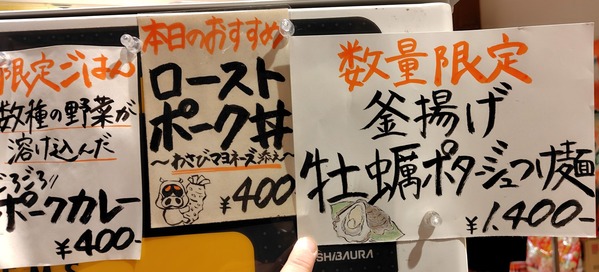 限定ごはん
数種の野菜が
溶け込んだ
ごろごろ!!
ポークカレー
¥400-
本日のおすすめ
ロースト
ポーク丼
〜わさびマヨネーズ添え〜
¥400
数量限定
釜揚げ
牡蠣ポタージュつけ麺
¥1,400-
SHIBAURA